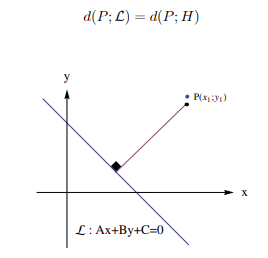 d(P; ℒ) = d(P; H)
y
P(x₁;y₁)
x
ℒ : Ax+By+C=0